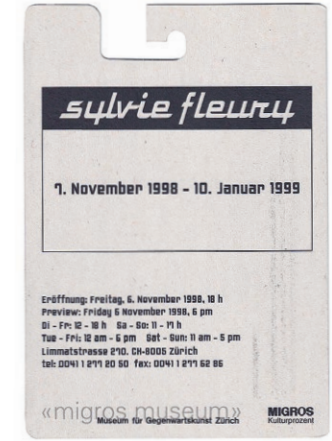 sylvie fleury
7. November 1998 - 10. Januar 1999
Eröffnung: Freitag, 6. November 1998, 18 h
Preview: Friday 6 November 1998, 6 pm
Di - Fr: 12 - 18 h Sa - So: 11 - 17 h
Tue - Fri: 12 am - 6 pm Sat - Sun: 11 am - 5 pm
Limmatstrasse 270, CH-8005 Zürich
tel: 0041 1 277 20 50 fax: 0041 1 277 62 86
«migros museum»
Museum für Gegenwartskunst Zürich
MIGROS
Kulturprozent